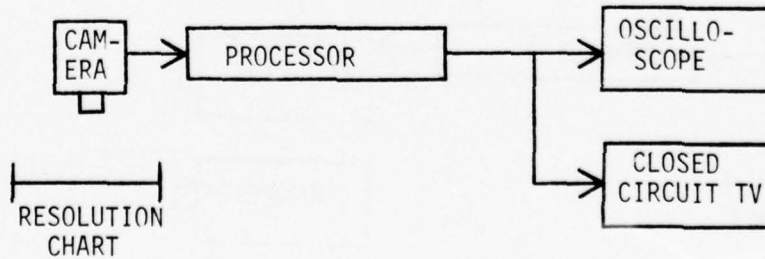 CAM-
ERA
PROCESSOR
OSCILLO-
SCOPE
CLOSED
CIRCUIT TV
RESOLUTION
CHART